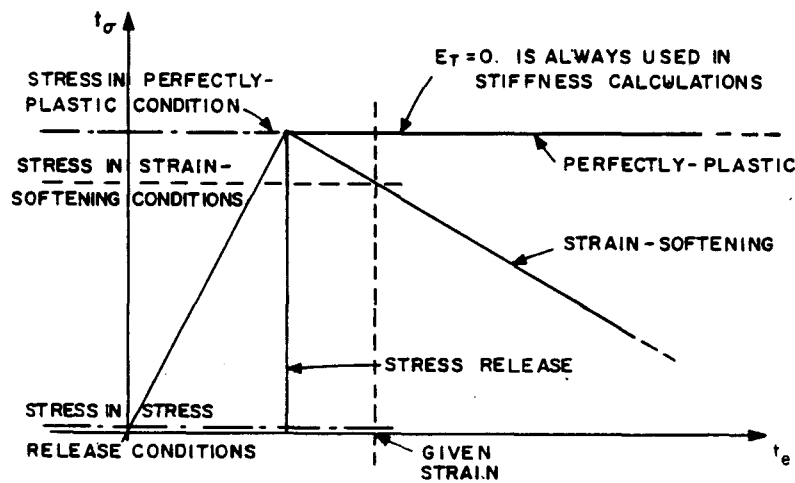 tσ
STRESS IN PERFECTLY-
PLASTIC CONDITION
ET=0. IS ALWAYS USED IN
STIFFNESS CALCULATIONS
STRESS IN STRAIN-
SOFTENING CONDITIONS
PERFECTLY-PLASTIC
STRAIN-SOFTENING
STRESS RELEASE
STRESS IN STRESS
RELEASE CONDITIONS
GIVEN
STRAIN
te